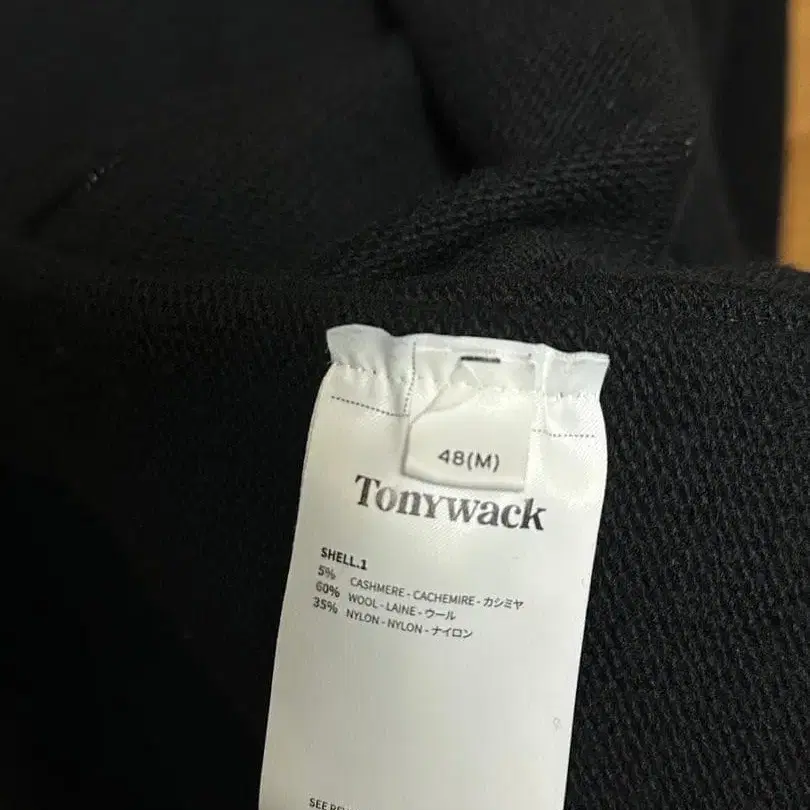 48(M)
Tonywack
SHELL.1
5% CASHMERE - CACHEMIRE - カシミヤ
60% WOOL - LAINE - ウール
35% NYLON - NYLON - ナイロン
SEE